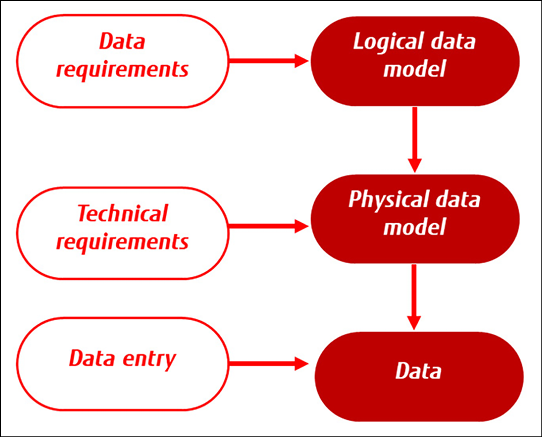 Data
requirements
Logical data
model
Technical
requirements
Physical data
model
Data entry
Data